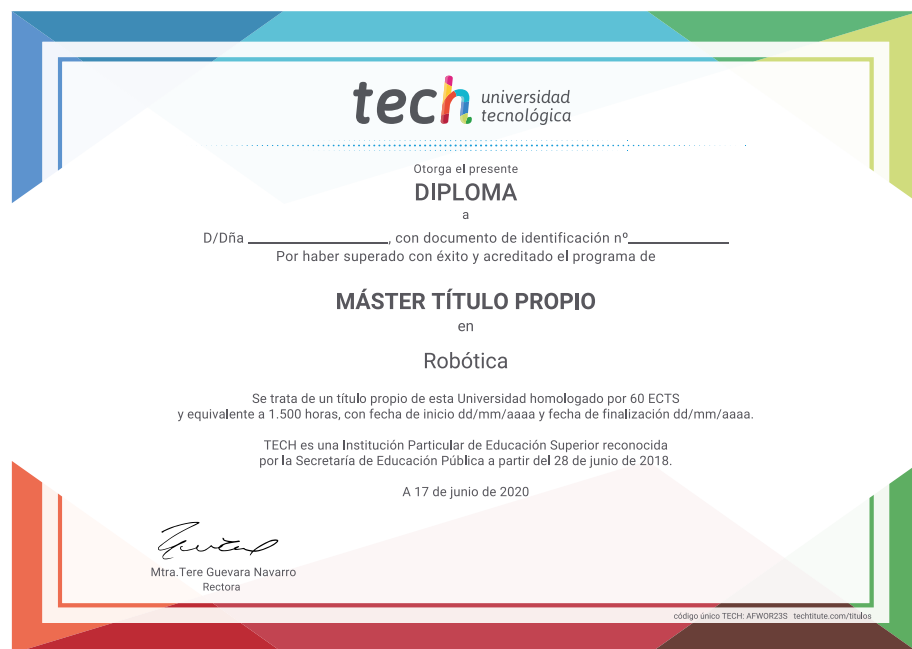 tech universidad
tecnológica
Otorga el presente
DIPLOMA
a
D/Dña ________________, con documento de identificación nº____________
Por haber superado con éxito y acreditado el programa de
MÁSTER TÍTULO PROPIO
en
Robótica
Se trata de un título propio de esta Universidad homologado por 60 ECTS
y equivalente a 1.500 horas, con fecha de inicio dd/mm/aaaa y fecha de finalización dd/mm/aaaa.
TECH es una Institución Particular de Educación Superior reconocida
por la Secretaría de Educación Pública a partir del 28 de junio de 2018.
A 17 de junio de 2020
Mtra.Tere Guevara Navarro
Rectora
código único TECH: AFWOR23S techtitute.com/titulos